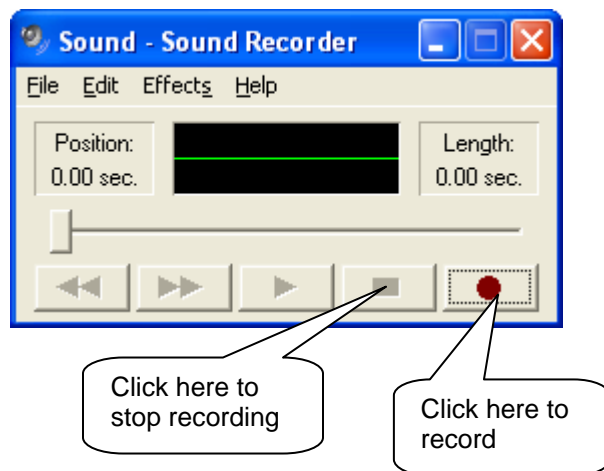 Sound - Sound Recorder
File Edit Effects Help
Position:
0.00 sec.
Length:
0.00 sec.
Click here to
stop recording
Click here to
record